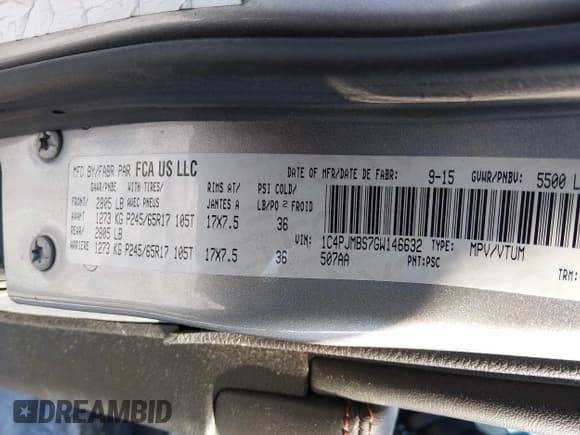 MFD BY/FABR PAR FCA US LLC
DATE OF MFR/DATE DE FABR: 9-15 GVWR/PNBV: 5500 L
GAWR/PNBE WITH TIRES/ RIMS AT/ PSI COLD/
FRONT/ 2805 LB AVEC PNEUS JANTES A LB/PO 2 FROID
AVANT 1273 KG P245/65R17 105T 17X7.5 36
REAR/ 2805 LB
ARRIERE 1273 KG P245/65R17 105T 17X7.5 36
VIN: 1C4PJMBS7GW146632 TYPE: MPV/VTUM
507AA PNT:PSC TRM:
DREAMBID